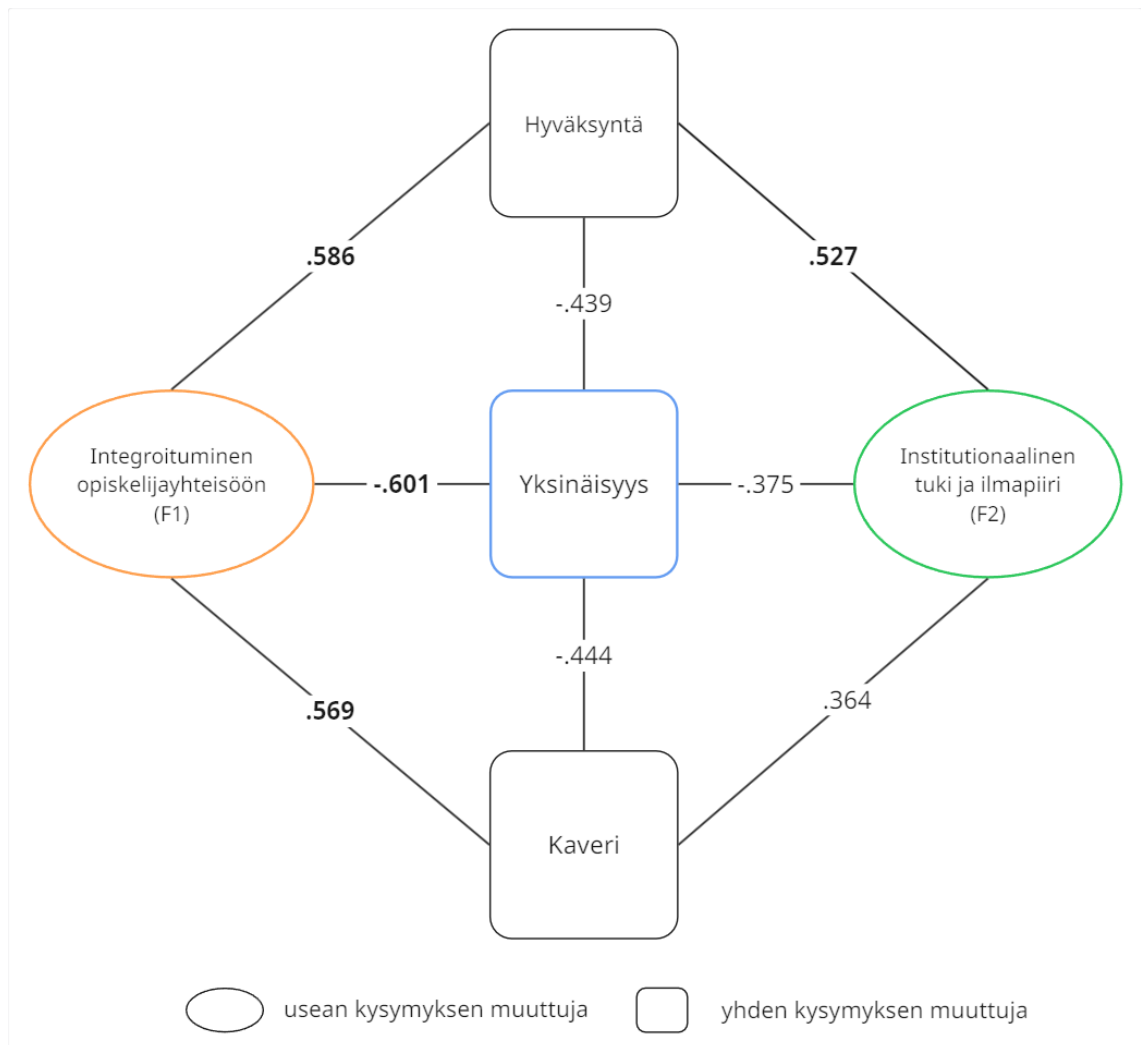 Hyväksyntä
.586
.527
-.439
Integroituminen
opiskelijayhteisöön
(F1)
-.601
Yksinäisyys
-.375
Institutionaalinen
tuki ja ilmapiiri
(F2)
-.444
.569
.364
Kaveri
usean kysymyksen muuttuja
yhden kysymyksen muuttuja